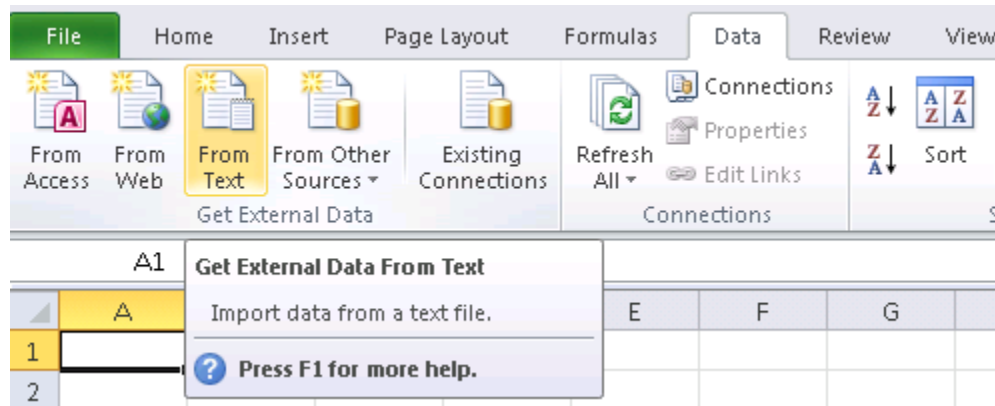 File Home Insert Page Layout Formulas Data Review View
From Access
From Web
From Text
From Other Sources
Existing Connections
Get External Data
Refresh All
Connections
Properties
Edit Links
Connections
A Z
Z A
A Z
Z A
Sort
A1
Get External Data From Text
Import data from a text file.
? Press F1 for more help.
A E F G
1
2